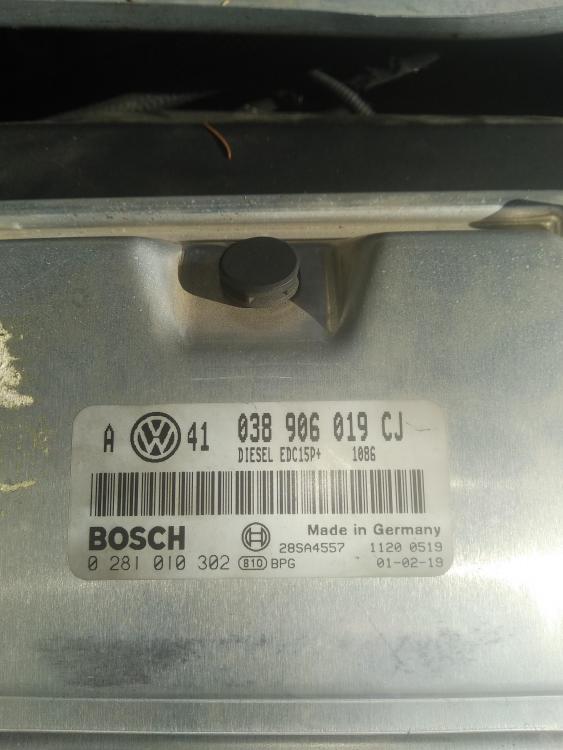 A VW 41 038 906 019 CJ
DIESEL EDC15P+ 1086
BOSCH Made in Germany
28SA4557 1120 0519
0 281 010 302 810 BPG 01-02-19